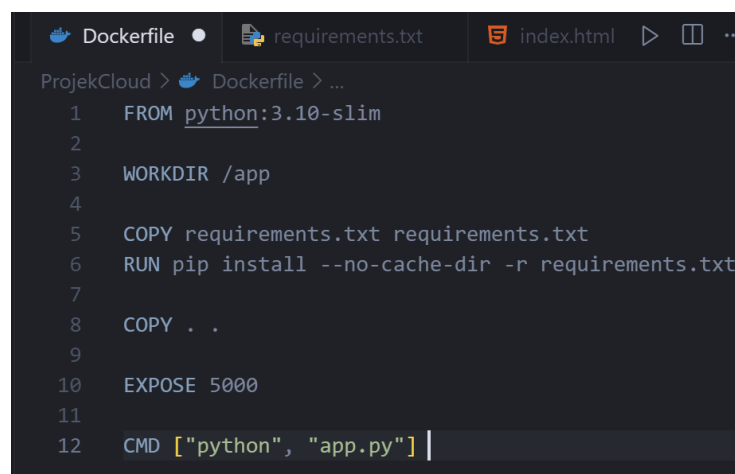 Dockerfile requirements.txt index.html
ProjekCloud > Dockerfile > ...
1 FROM python:3.10-slim
2
3 WORKDIR /app
4
5 COPY requirements.txt requirements.txt
6 RUN pip install --no-cache-dir -r requirements.txt
7
8 COPY . .
9
10 EXPOSE 5000
11
12 CMD ["python", "app.py"]